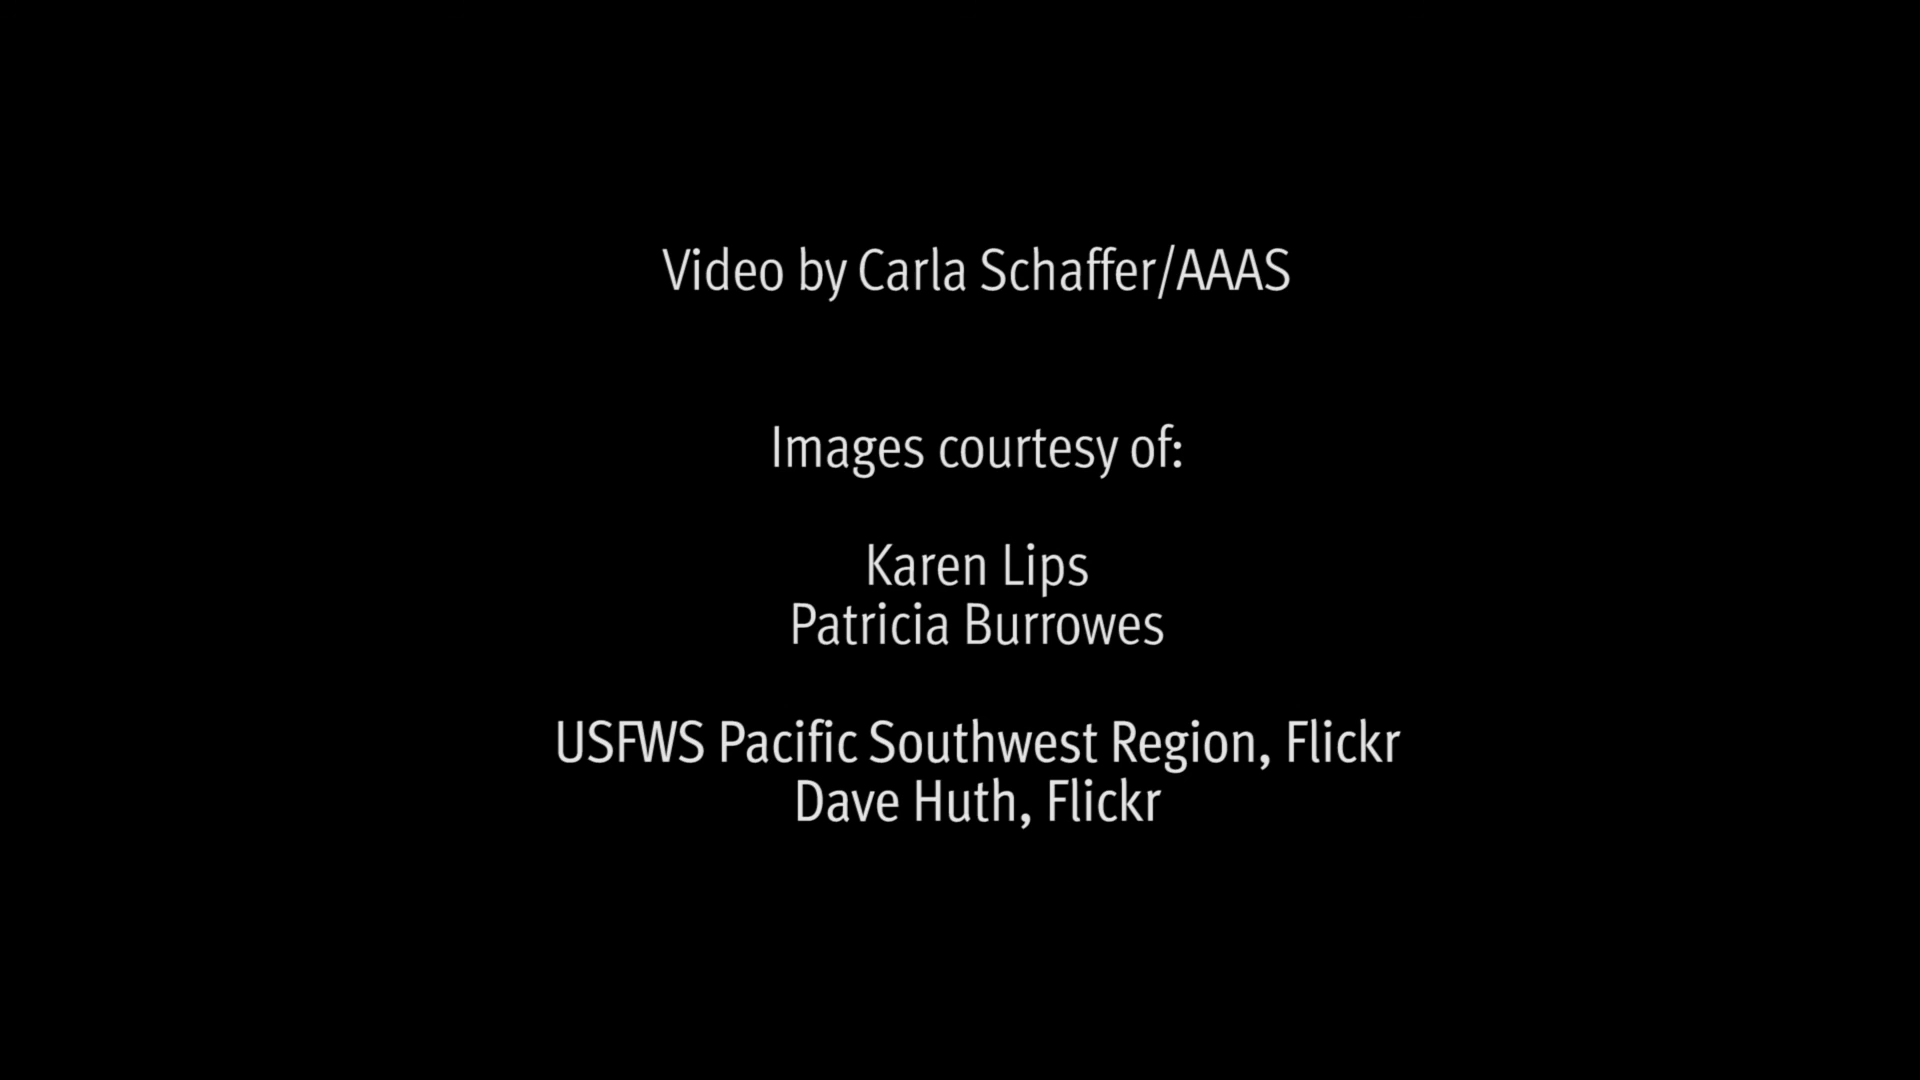 Video by Carla Schaffer/AAAS
Images courtesy of:
Karen Lips
Patricia Burrowes
USFWS Pacific Southwest Region, Flickr
Dave Huth, Flickr